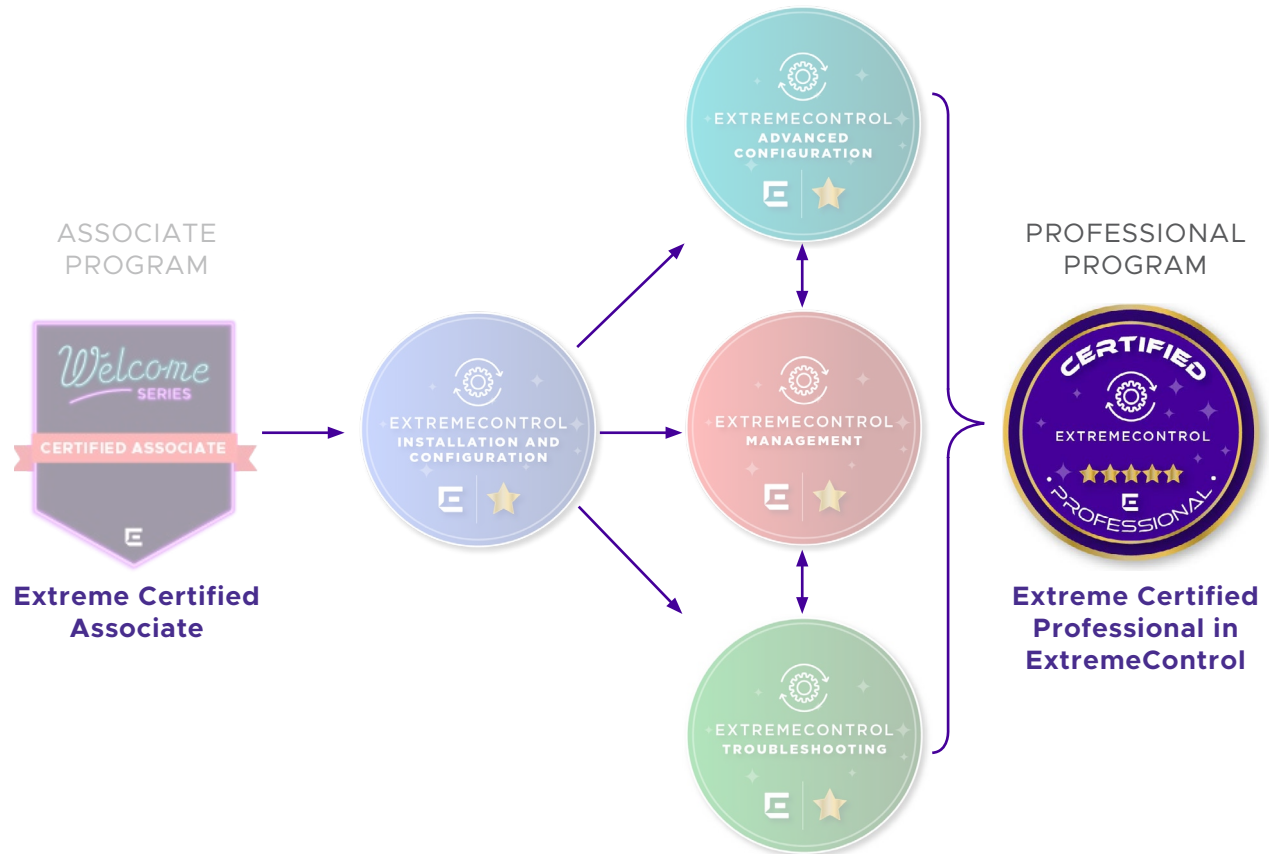 ASSOCIATE
PROGRAM
Welcome
SERIES
CERTIFIED ASSOCIATE
Extreme Certified
Associate
EXTREMECONTROL
INSTALLATION AND
CONFIGURATION
EXTREMECONTROL
ADVANCED
CONFIGURATION
EXTREMECONTROL
MANAGEMENT
EXTREMECONTROL
TROUBLESHOOTING
PROFESSIONAL
PROGRAM
CERTIFIED
EXTREMECONTROL
PROFESSIONAL
Extreme Certified
Professional in
ExtremeControl